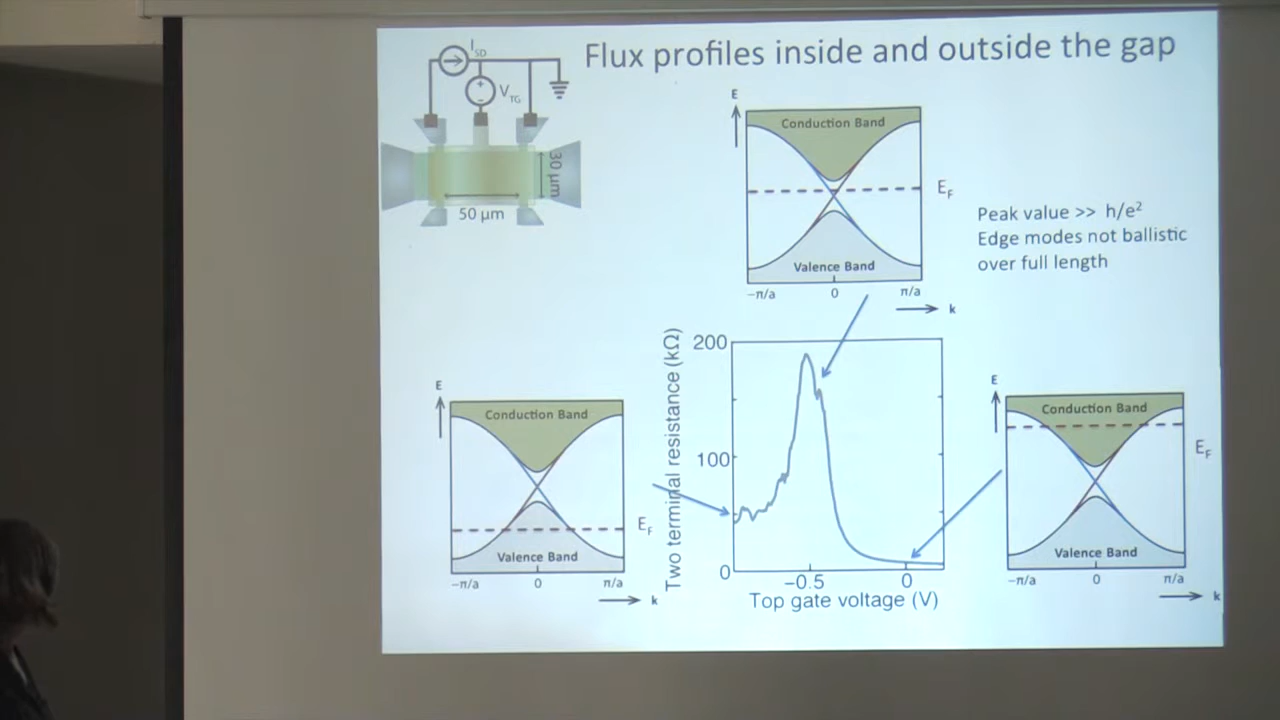 Flux profiles inside and outside the gap
I_SD
V_TG
+
-
30 µm
50 µm
E
Conduction Band
E_F
Valence Band
−π/a 0 π/a
k
Peak value >> h/e²
Edge modes not ballistic
over full length
E
Conduction Band
E_F
Valence Band
−π/a 0 π/a
k
Two terminal resistance (kΩ)
200
100
0
−0.5 0
Top gate voltage (V)
E
Conduction Band
E_F
Valence Band
−π/a 0 π/a
k